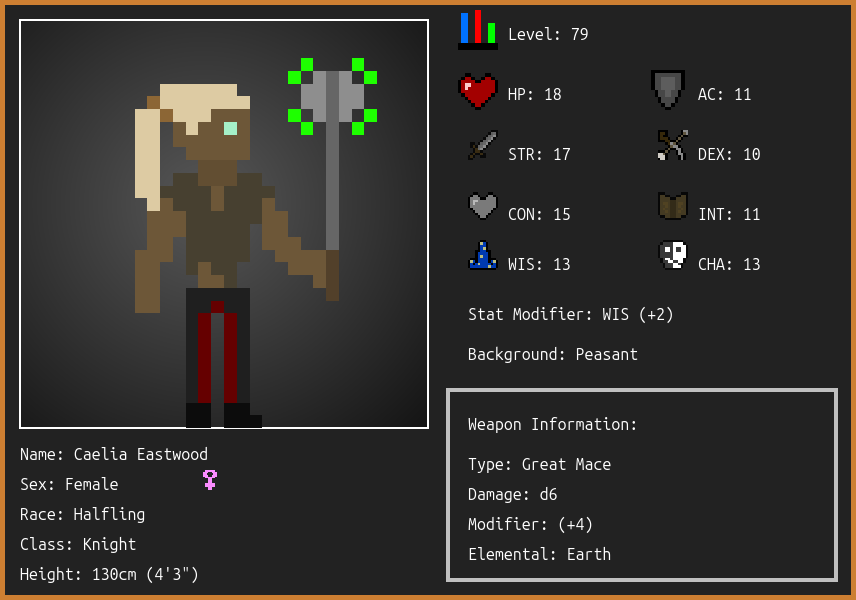 Level: 79
HP: 18
AC: 11
STR: 17
DEX: 10
CON: 15
INT: 11
WIS: 13
CHA: 13
Stat Modifier: WIS (+2)
Background: Peasant
Weapon Information:
Type: Great Mace
Damage: d6
Modifier: (+4)
Elemental: Earth
Name: Caelia Eastwood
Sex: Female
Race: Halfling
Class: Knight
Height: 130cm (4'3")